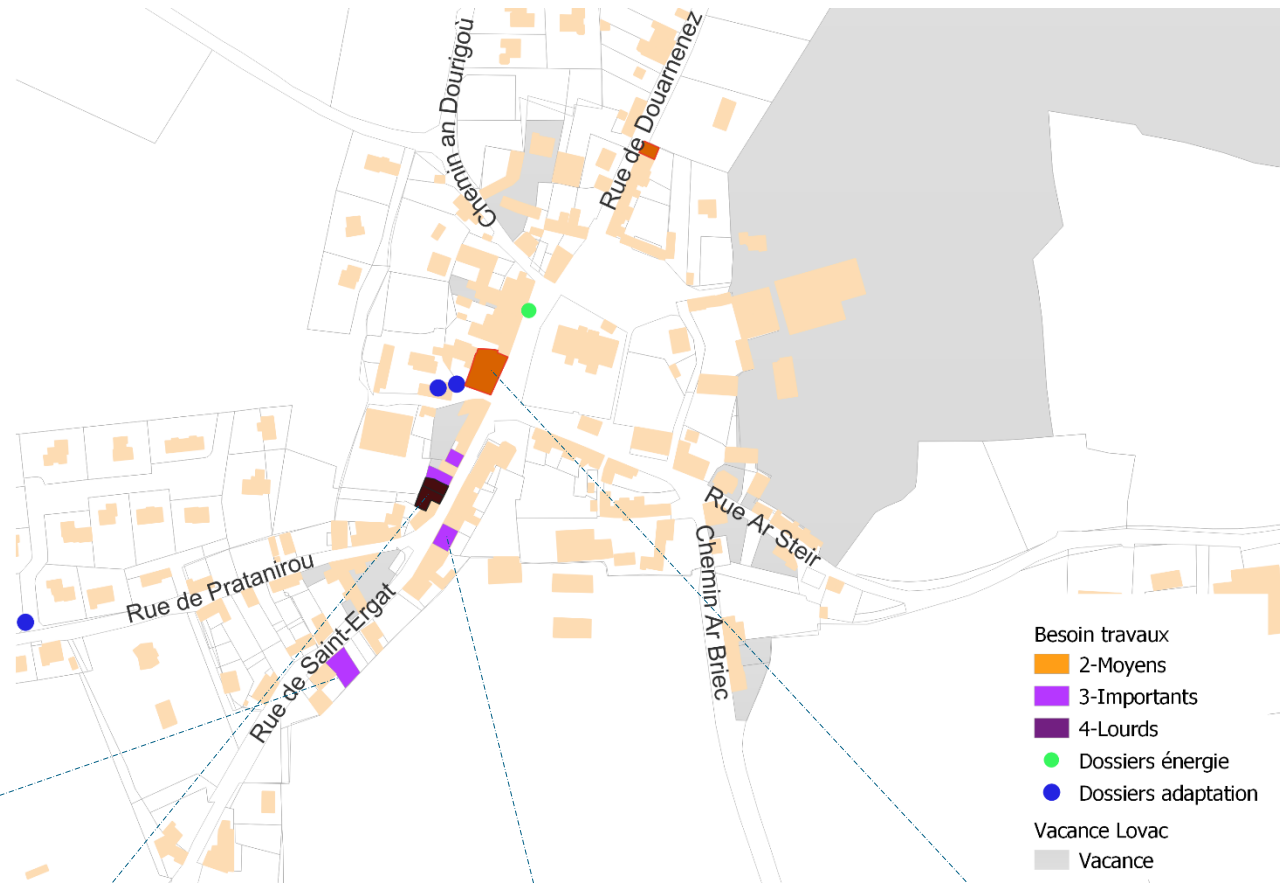 Chemin an Dourigoù
Rue de Douarnenez
Rue de Pratanirou
Rue de Saint-Ergat
Rue Ar Steir
Chemin Ar Briec
Besoin travaux
2-Moyens
3-Importants
4-Lourds
Dossiers énergie
Dossiers adaptation
Vacance Lovac
Vacance